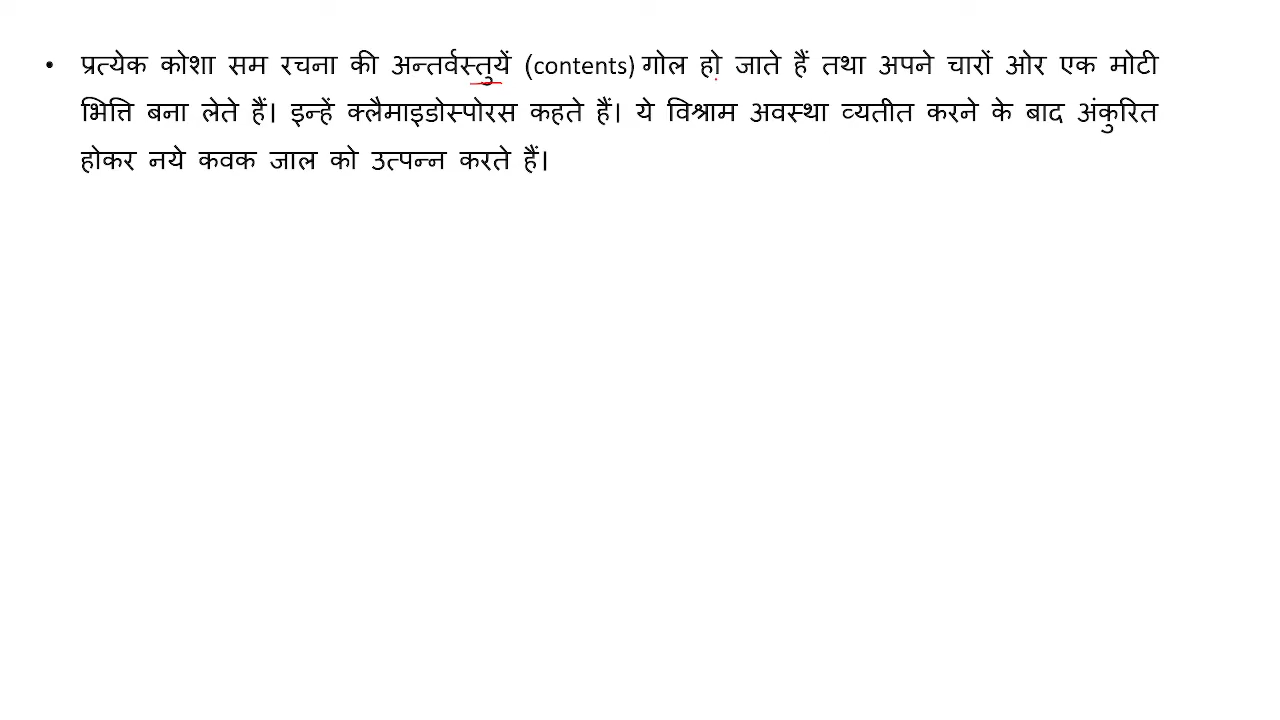 • प्रत्येक कोशा सम रचना की अन्तर्वस्तुयें (contents) गोल हो जाते हैं तथा अपने चारों ओर एक मोटी
भित्ति बना लेते हैं। इन्हें क्लैमाइडोस्पोरस कहते हैं। ये विश्राम अवस्था व्यतीत करने के बाद अंकुरित
होकर नये कवक जाल को उत्पन्न करते हैं।